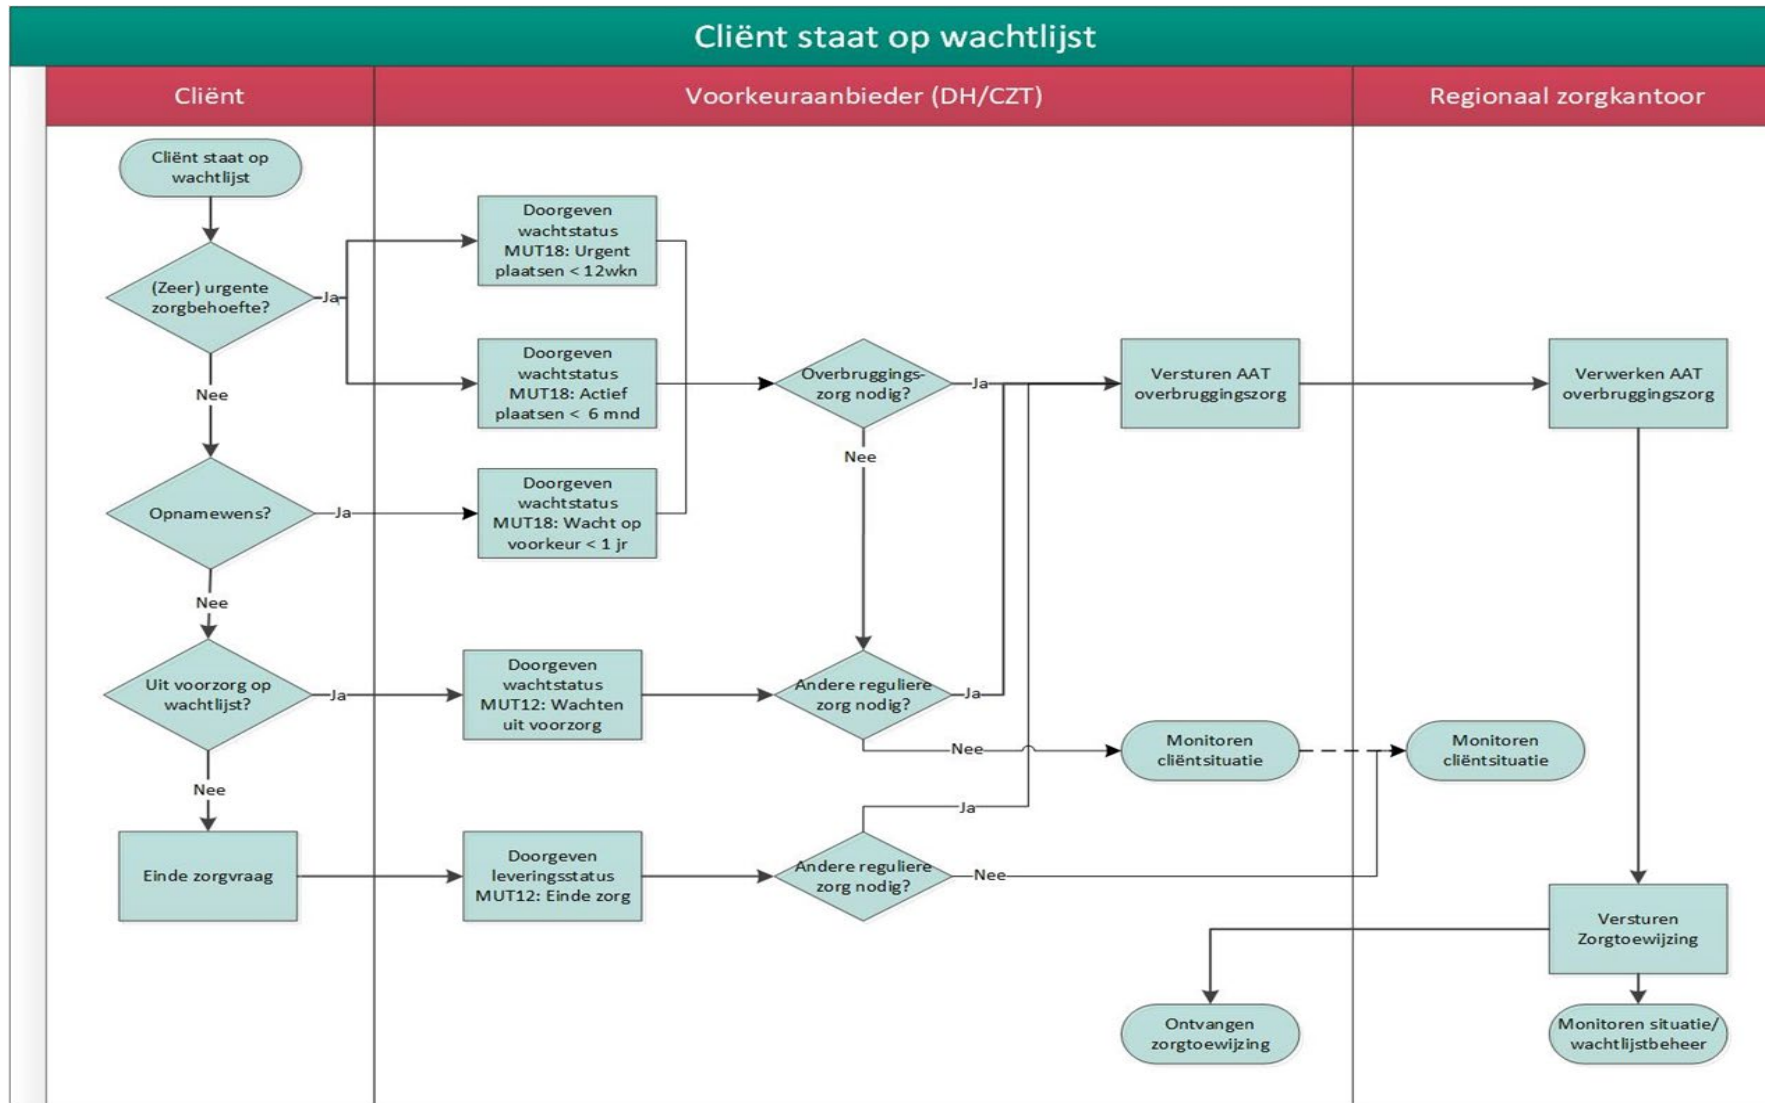 Cliënt staat op wachtlijst
Cliënt
Voorkeuraanbieder (DH/CZT)
Regionaal zorgkantoor
Cliënt staat op
wachtlijst
(Zeer) urgente
zorgbehoefte?
Ja
Nee
Doorgeven
wachtstatus
MUT18: Urgent
plaatsen < 12wkn
Doorgeven
wachtstatus
MUT18: Actief
plaatsen <  6 mnd
Overbruggings-
zorg nodig?
Ja
Nee
Versturen AAT
overbruggingszorg
Verwerken AAT
overbruggingszorg
Opnamewens?
Ja
Nee
Doorgeven
wachtstatus
MUT18: Wacht op
voorkeur < 1 jr
Uit voorzorg op
wachtlijst?
Ja
Nee
Doorgeven
wachtstatus
MUT12: Wachten
uit voorzorg
Andere reguliere
zorg nodig?
Ja
Nee
Monitoren
cliëntsituatie
Monitoren
cliëntsituatie
Einde zorgvraag
Doorgeven
leveringsstatus
MUT12: Einde zorg
Ja
Andere reguliere
zorg nodig?
Nee
Versturen
Zorgtoewijzing
Ontvangen
zorgtoewijzing
Monitoren situatie/
wachtlijstbeheer